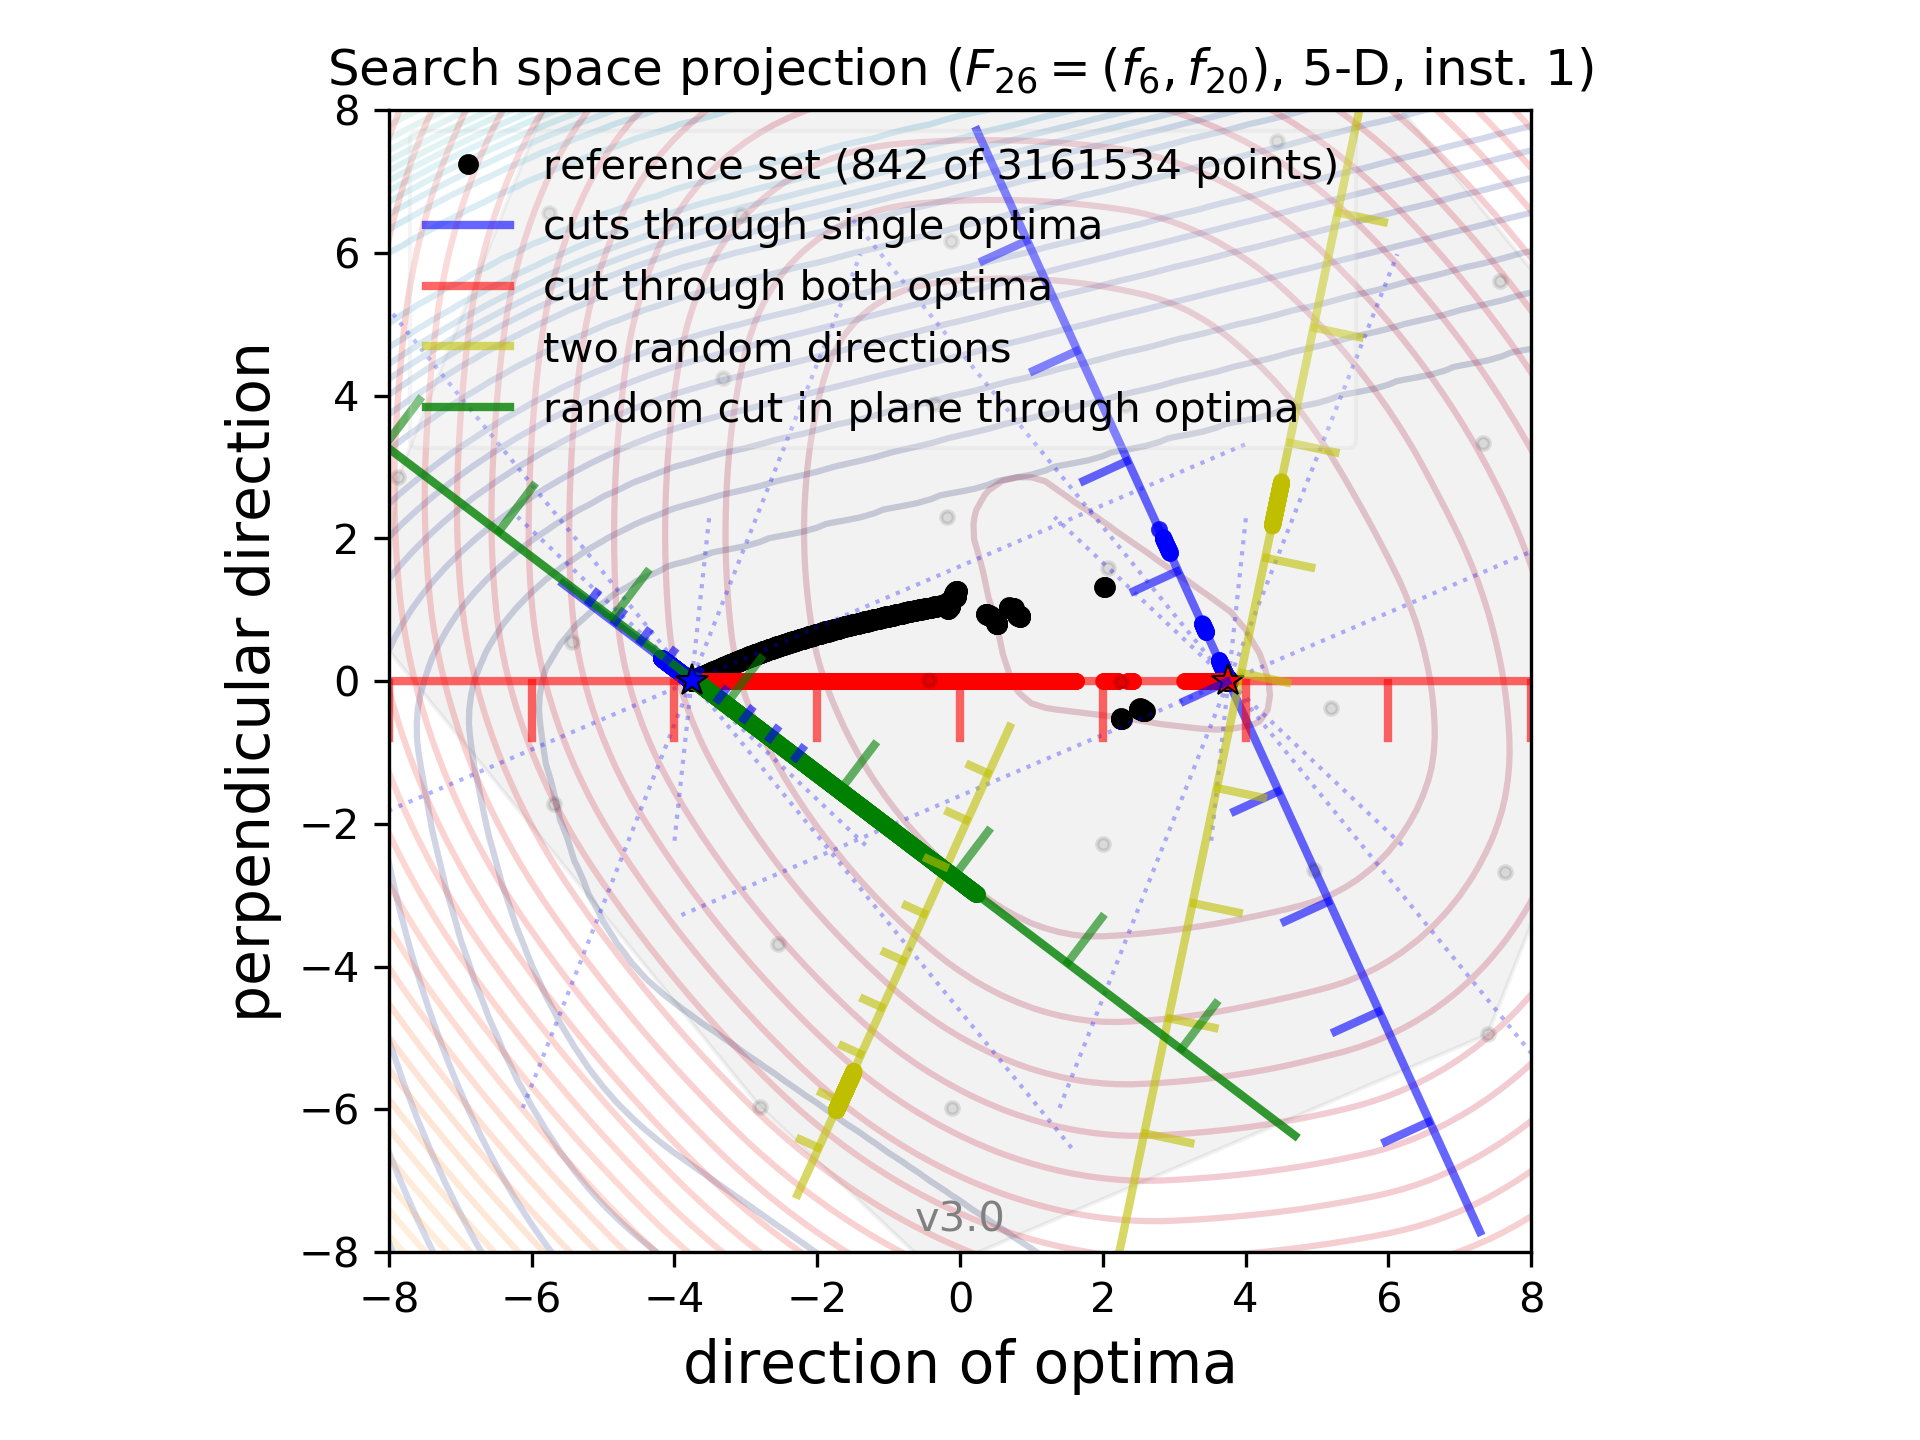 Search space projection (F₂₆ = (f₆, f₂₀), 5-D, inst. 1)
reference set (842 of 3161534 points)
cuts through single optima
cut through both optima
two random directions
random cut in plane through optima
8
6
4
2
0
−2
−4
−6
−8
perpendicular direction
v3.0
−8 −6 −4 −2 0 2 4 6 8
direction of optima